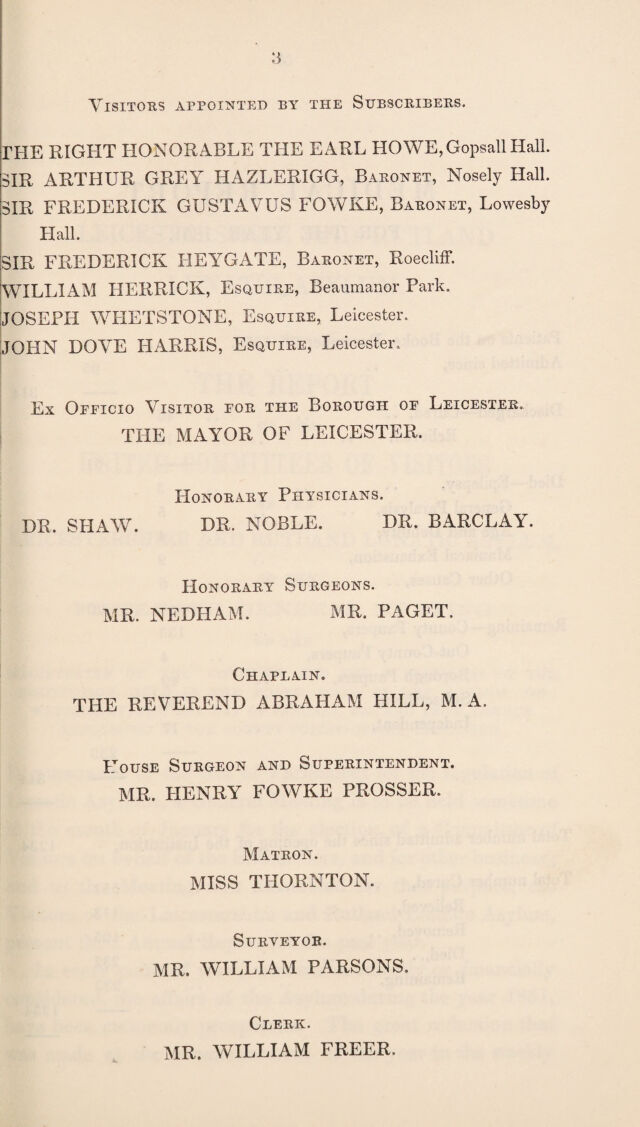 3
Visitors appointed by the Subscribers.
THE RIGHT HONORABLE THE EARL HOWE, Gopsall Hall.
SIR ARTHUR GREY HAZLERIGG, Baronet, Nosely Hall.
SIR FREDERICK GUSTAVUS FOWKE, Baronet, Lowesby
Hall.
SIR FREDERICK HEYGATE, Baronet, Roecliff.
WILLIAM HERRICK, Esquire, Beaumanor Park.
JOSEPH WHETSTONE, Esquire, Leicester.
JOHN DOVE HARRIS, Esquire, Leicester.
Ex Officio Visitor for the Borough of Leicester.
THE MAYOR OF LEICESTER.
Honorary Physicians.
DR. SHAW. DR. NOBLE. DR. BARCLAY.
Honorary Surgeons.
MR. NEDHAM. MR. PAGET.
Chaplain.
THE REVEREND ABRAHAM HILL, M. A.
House Surgeon and Superintendent.
MR. HENRY FOWKE PROSSER.
Matron.
MISS THORNTON.
Surveyor.
MR. WILLIAM PARSONS.
Clerk.
MR. WILLIAM FREER.